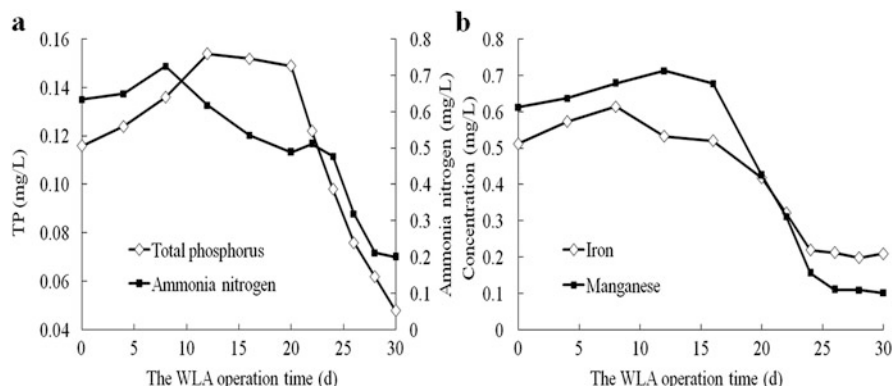 a
0.16
0.14
0.12
0.10
0.08
0.06
0.04
TP (mg/L)
0.8
0.7
0.6
0.5
0.4
0.3
0.2
0.1
0
Ammonia nitrogen (mg/L)
Total phosphorus
Ammonia nitrogen
0 5 10 15 20 25 30
The WLA operation time (d)
b
0.8
0.7
0.6
0.5
0.4
0.3
0.2
0.1
0
Concentration (mg/L)
Iron
Manganese
0 5 10 15 20 25 30
The WLA operation time (d)